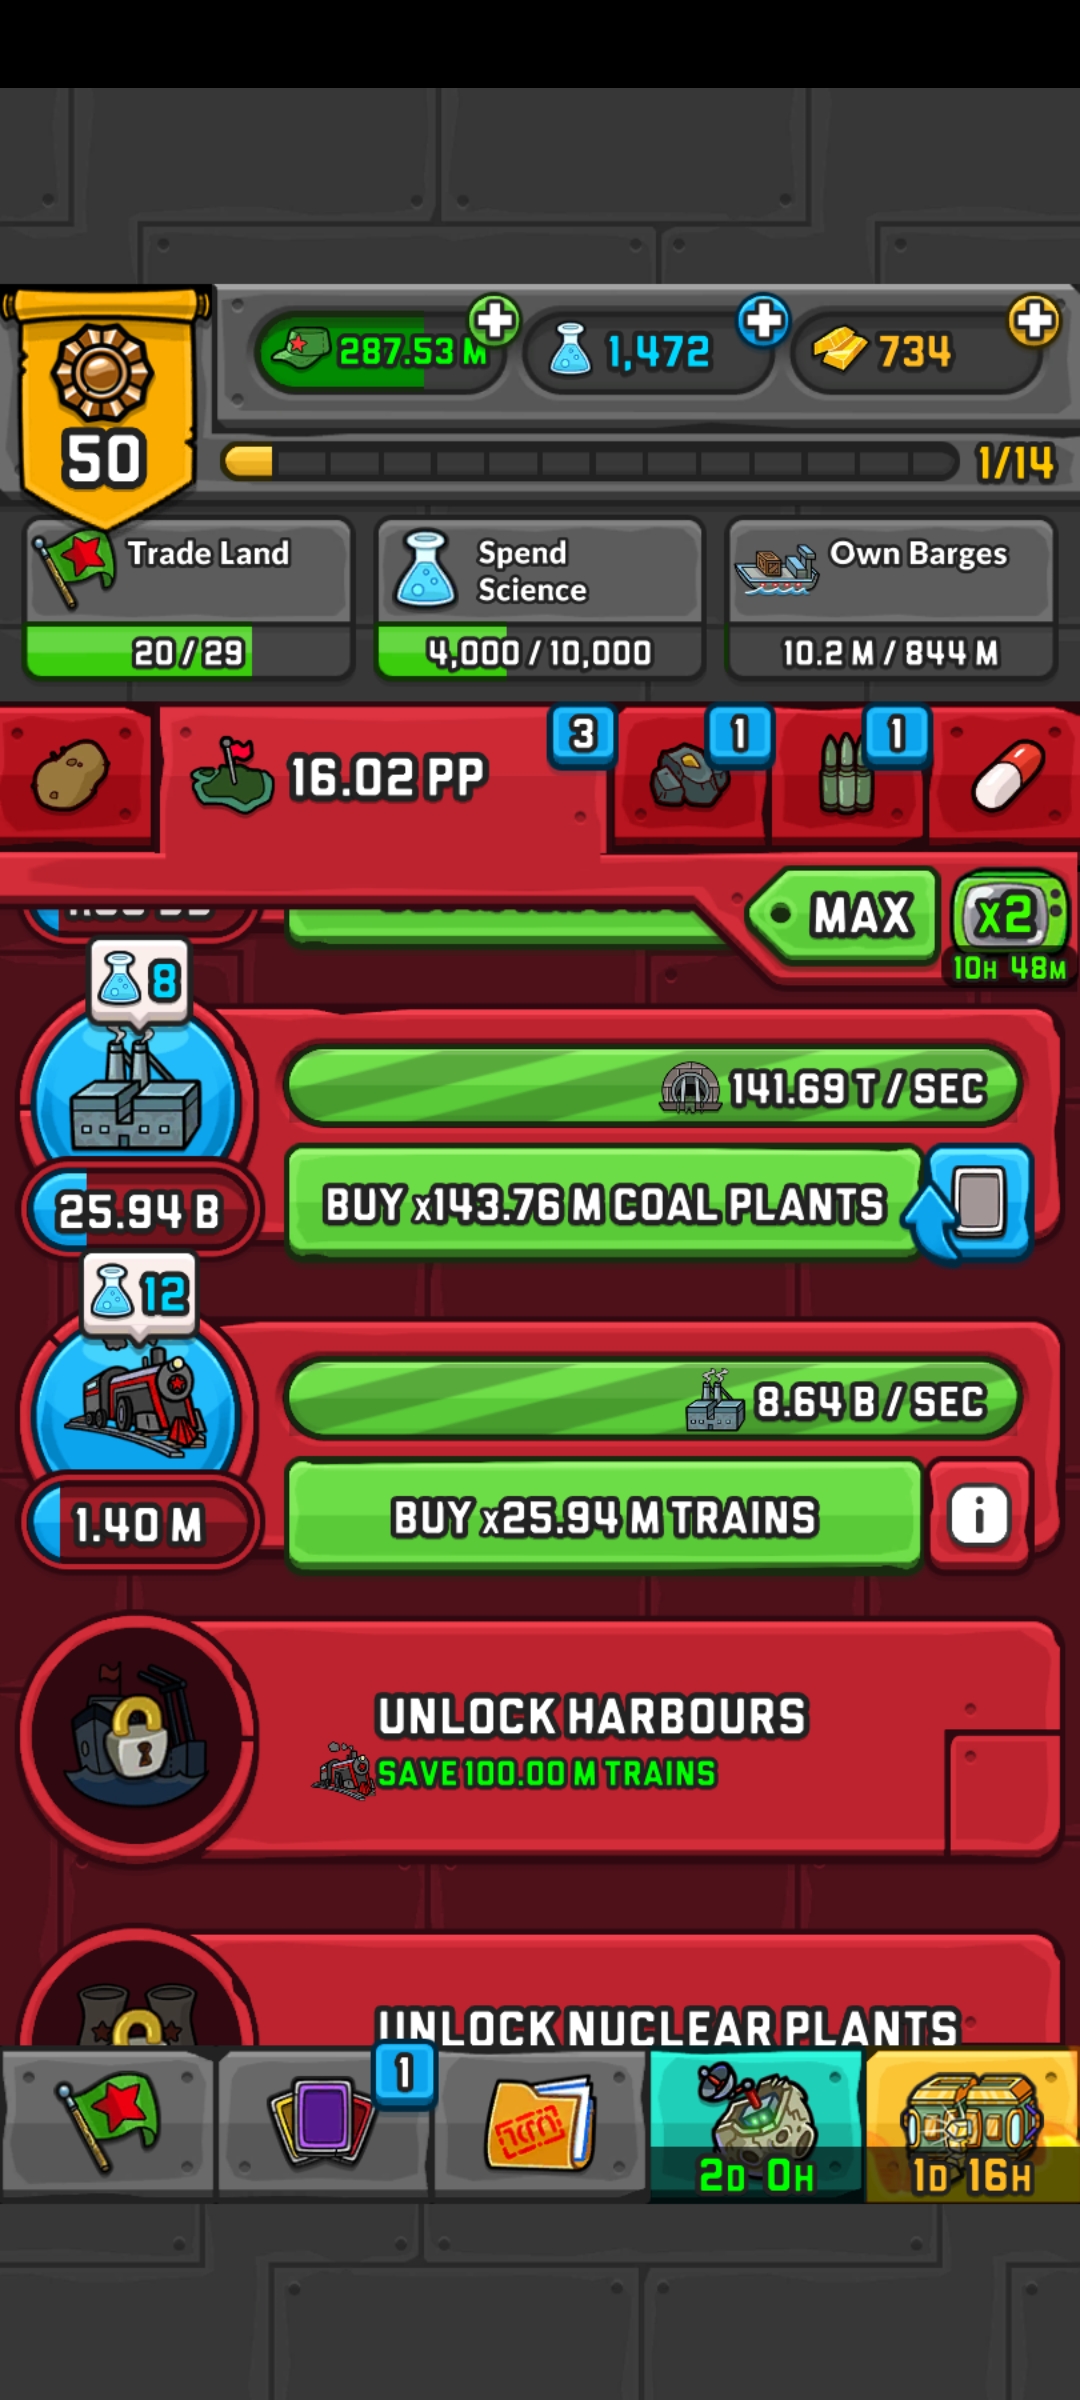 287.53 M
1,472
734
50
1/14
Trade Land
20/29
Spend
Science
4,000/10,000
Own Barges
10.2 M/844 M
16.02 PP
3
1
1
MAX
x2
10H 48M
8
141.69 T/SEC
25.94 B
BUY x143.76 M COAL PLANTS
12
8.64 B/SEC
1.40 M
BUY x25.94 M TRAINS
i
UNLOCK HARBOURS
SAVE 100.00 M TRAINS
UNLOCK NUCLEAR PLANTS
1
2D 0H
1D 16H